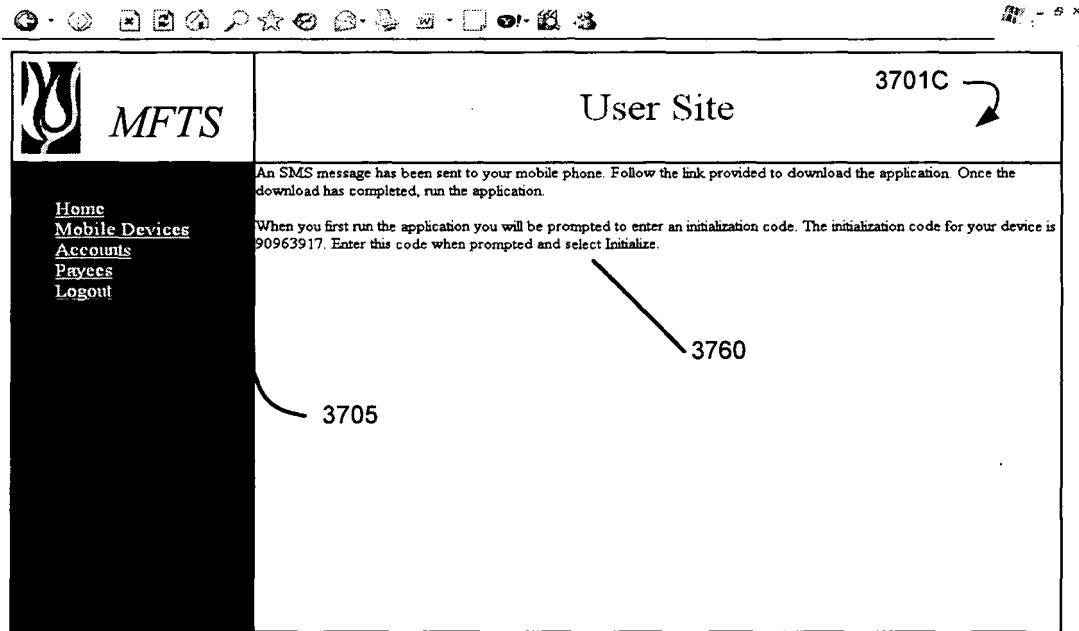 3701C
MFTS
User Site
An SMS message has been sent to your mobile phone. Follow the link provided to download the application. Once the
download has completed, run the application.
When you first run the application you will be prompted to enter an initialization code. The initialization code for your device is
90963917. Enter this code when prompted and select Initialize.
Home
Mobile Devices
Accounts
Payees
Logout
3760
3705